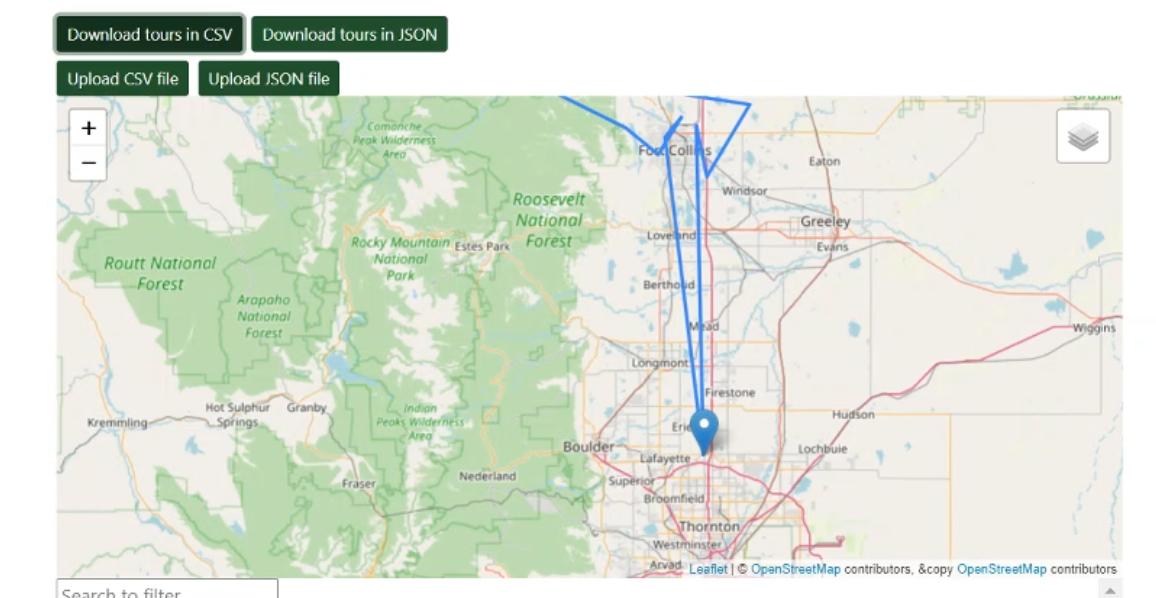 Download tours in CSV Download tours in JSON
Upload CSV file Upload JSON file
+
−
Comanche
Peak Wilderness
Area
Fort Collins
Eaton
Windsor
Roosevelt
National
Forest
Greeley
Loveland
Evans
Rocky Mountain
National
Park
Estes Park
Routt National
Forest
Berthoud
Arapaho
National
Forest
Mead
Wiggins
Longmont
Firestone
Hot Sulphur
Springs
Granby
Kremmling
Indian
Peaks Wilderness
Area
Hudson
Erie
Boulder
Lochbuie
Lafayette
Nederland
Superior
Fraser
Broomfield
Thornton
Westminster
Arvad
Leaflet | © OpenStreetMap contributors, &copy OpenStreetMap contributors
Search to filter